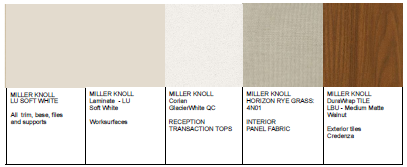 MILLER KNOLL
LU SOFT WHITE
All trim, base, files
and supports
MILLER KNOLL
Laminate - LU
Soft White
Worksurfaces
MILLER KNOLL
Corian
GlacierWhite QC
RECEPTION
TRANSACTION TOPS
MILLER KNOLL
HORIZON RYE GRASS:
4N01
INTERIOR
PANEL FABRIC
MILLER KNOLL
DuraWrap TILE
LBU - Medium Matte
Walnut
Exterior tiles
Credenza